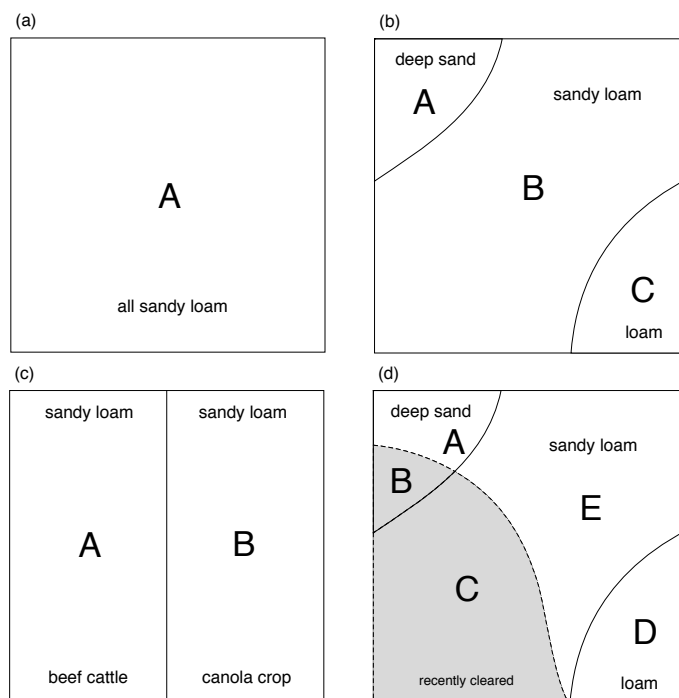 (a)
A
all sandy loam
(b)
deep sand
A
sandy loam
B
C
loam
(c)
sandy loam
sandy loam
A
B
beef cattle
canola crop
(d)
deep sand
A
sandy loam
B
E
C
D
recently cleared
loam